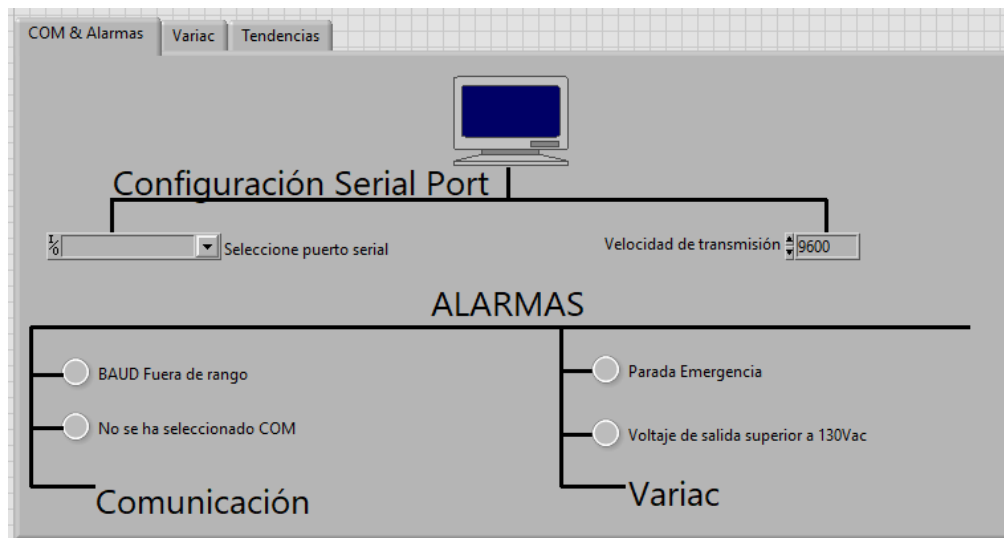 COM & Alarmas
Variac
Tendencias
Configuración Serial Port
I/O
Seleccione puerto serial
Velocidad de transmisión 9600
ALARMAS
BAUD Fuera de rango
No se ha seleccionado COM
Comunicación
Parada Emergencia
Voltaje de salida superior a 130Vac
Variac